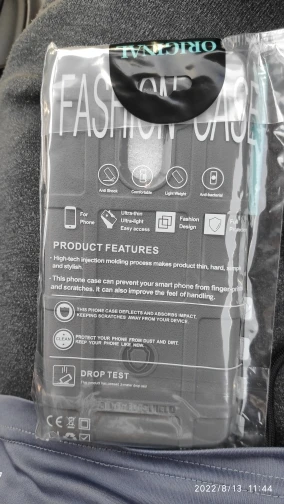 ORIGINAL
FASHION CASE
Anti Shock Comfortable Light Weight Anti-bacterial
For Phone
Ultra-thin
Ultra-light
Easy access
Fashion Design
PRODUCT FEATURES
- High-tech injection molding process makes product thin, hard,
and stylish.
- This phone case can prevent your smart phone from finger
and scratches. It can also improve the feel of handling.
THIS PHONE CASE DEFLECTS AND ABSORBS IMPACT,
KEEPING SCRATCHES AWAY FROM YOUR DEVICE.
CLEAN
PROTECT YOUR PHONE FROM DUST AND DIRT.
KEEP YOUR PHONE LIKE NEW.
DROP TEST
CE
2022/8/13 11:44